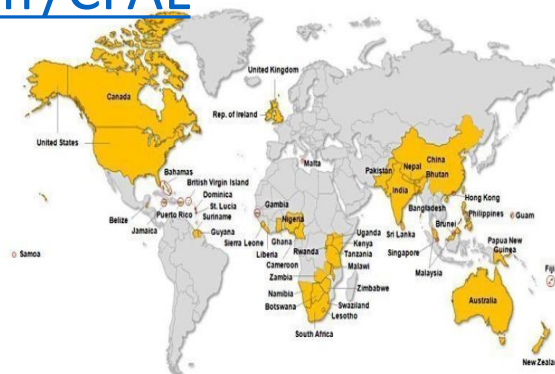 m/CPAE
United Kingdom
Canada
Rep. of Ireland
United States
Malta
Bahamas
British Virgin Island
Dominica
St. Lucia
Suriname
Belize
Puerto Rico
Jamaica
Guyana
Gambia
Nigeria
Sierra Leone
Ghana
Liberia
Cameroon
Rwanda
Uganda
Kenya
Tanzania
Malawi
Zambia
Zimbabwe
Namibia
Botswana
Swaziland
Lesotho
South Africa
Pakistan
Nepal
China
Bhutan
India
Bangladesh
Hong Kong
Philippines
Guam
Sri Lanka
Brunei
Singapore
Malaysia
Papua New
Guinea
Samoa
Fiji
Australia
New Zealand